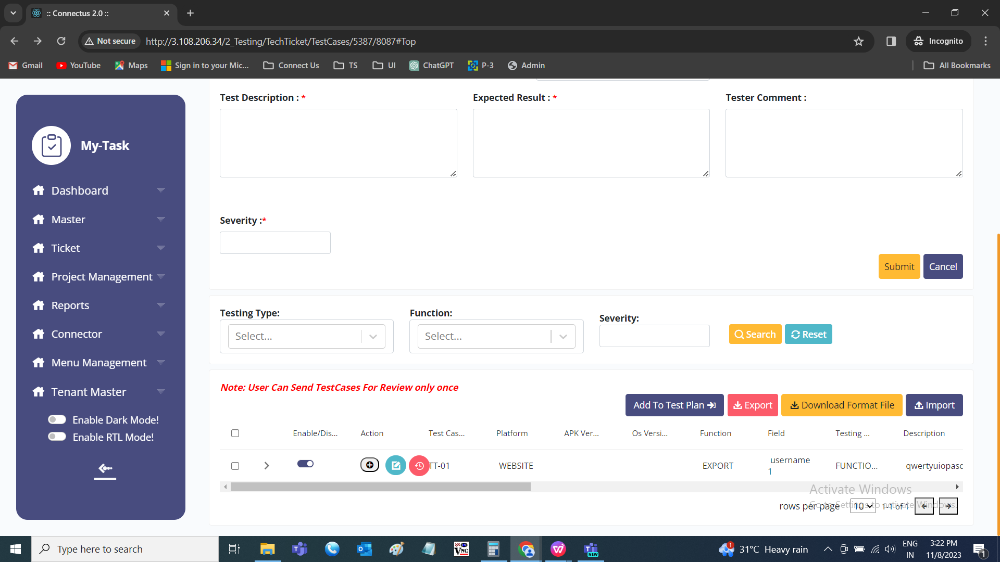 :: Connectus 2.0 ::
Not secure
http://3.108.206.34/2_Testing/TechTicket/TestCases/5387/8087#Top
Incognito
Gmail
YouTube
Maps
Sign in to your Mic...
Connect Us
TS
UI
ChatGPT
P-3
Admin
All Bookmarks
My-Task
Dashboard
Master
Ticket
Project Management
Reports
Connector
Menu Management
Tenant Master
Enable Dark Mode!
Enable RTL Mode!
Test Description : *
Expected Result : *
Tester Comment :
Severity :*
Submit
Cancel
Testing Type:
Function:
Severity:
Select...
Select...
Search
Reset
Note: User Can Send TestCases For Review only once
Add To Test Plan
Export
Download Format File
Import
Enable/Dis...
Action
Test Cas...
Platform
APK Ver...
Os Versi...
Function
Field
Testing ...
Description
TT-01
WEBSITE
EXPORT
username
1
FUNCTIO...
qwertyuiopasd
Activate Windows
Go to Settings to activate Windows.
rows per page
10
1-1 of 1
Type here to search
VNC
NEW
1
31°C Heavy rain
ENG
IN
3:22 PM
11/8/2023
1